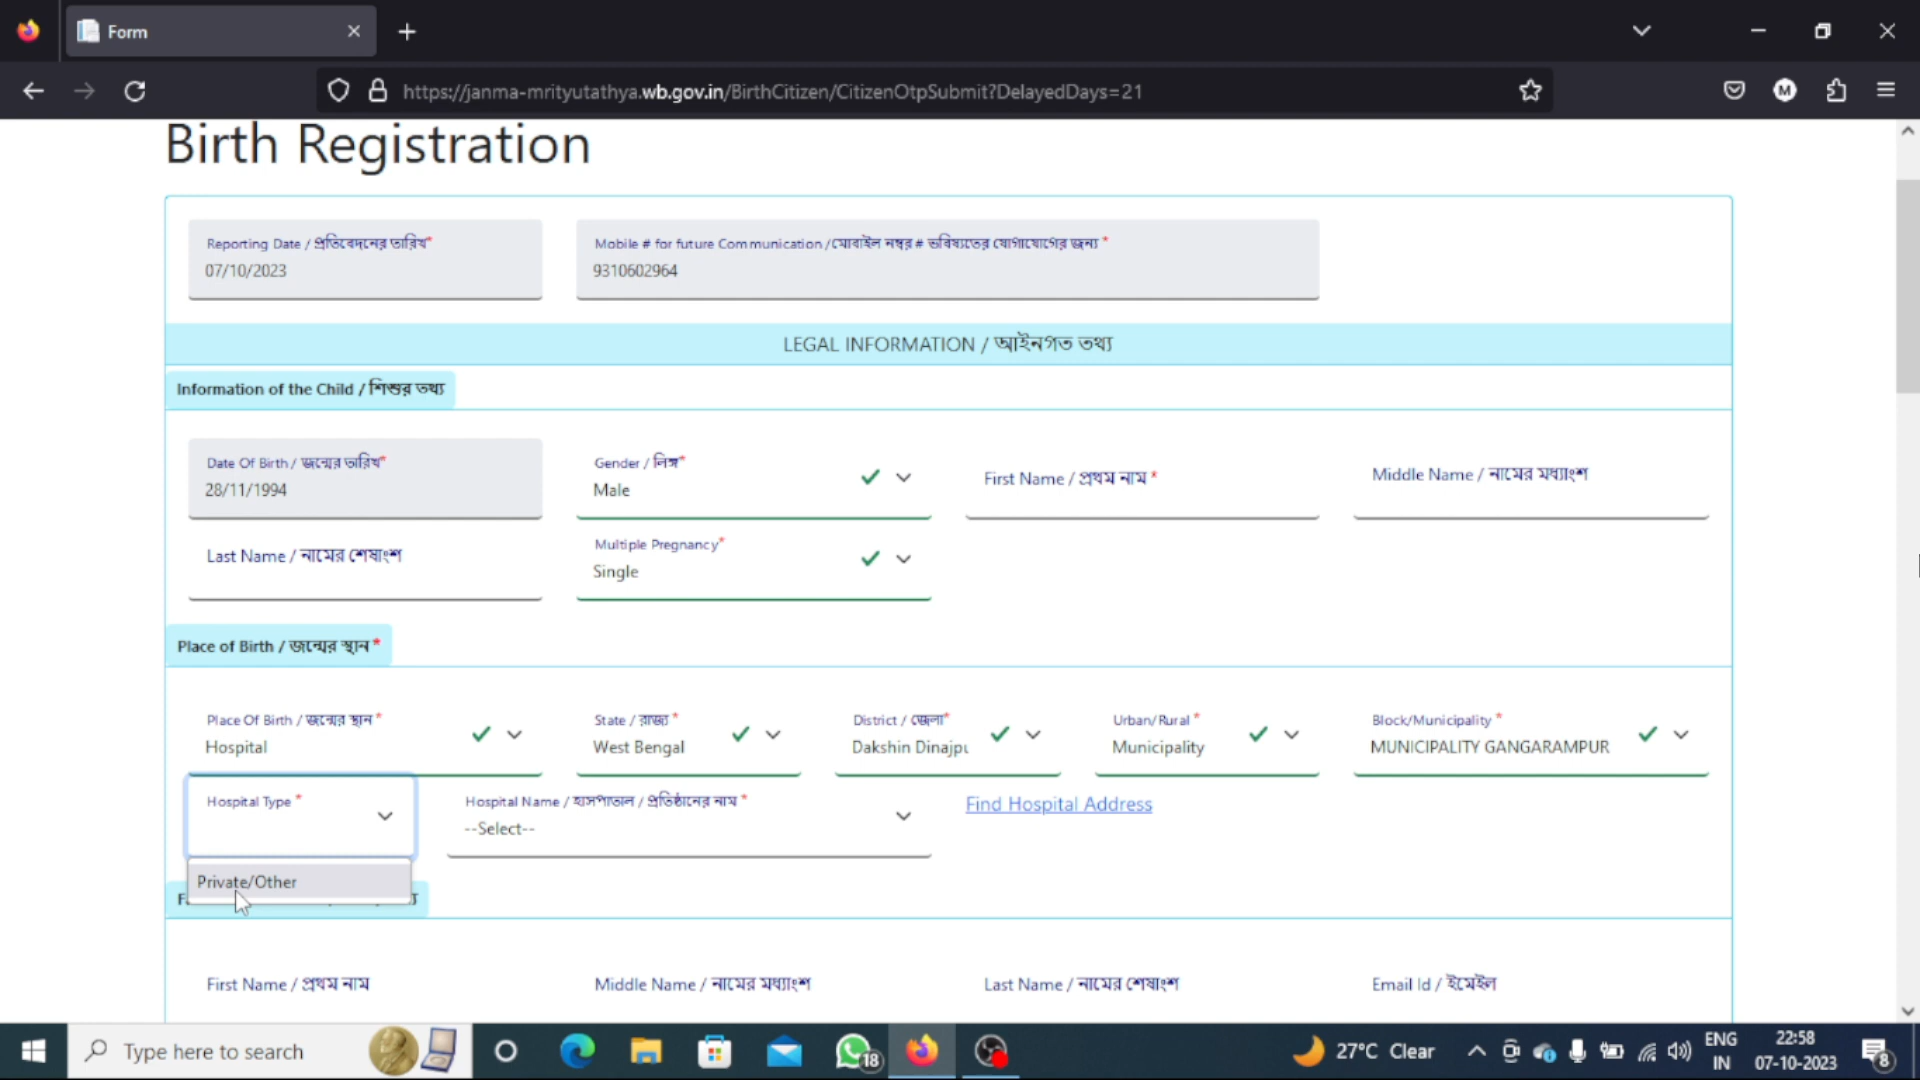 Form
https://janma-mrityutathya.wb.gov.in/BirthCitizen/CitizenOtpSubmit?DelayedDays=21
M
Birth Registration
Reporting Date / প্রতিবেদনের তারিখ*
07/10/2023
Mobile # for future Communication /মোবাইল নম্বর # ভবিষ্যতের যোগাযোগের জন্য *
9310602964
LEGAL INFORMATION / আইনগত তথ্য
Information of the Child / শিশুর তথ্য
Date Of Birth / জন্মের তারিখ*
28/11/1994
Gender / লিঙ্গ*
Male
First Name / প্রথম নাম *
Middle Name / নামের মধ্যাংশ
Last Name / নামের শেষাংশ
Multiple Pregnancy*
Single
Place of Birth / জন্মের স্থান *
Place Of Birth / জন্মের স্থান *
Hospital
State / রাজ্য *
West Bengal
District / জেলা*
Dakshin Dinajpu
Urban/Rural *
Municipality
Block/Municipality *
MUNICIPALITY GANGARAMPUR
Hospital Type *
Hospital Name / হাসপাতাল / প্রতিষ্ঠানের নাম *
--Select--
Find Hospital Address
Private/Other
First Name / প্রথম নাম
Middle Name / নামের মধ্যাংশ
Last Name / নামের শেষাংশ
Email Id / ইমেইল
Type here to search
18
27°C Clear
ENG
IN
22:58
07-10-2023
8